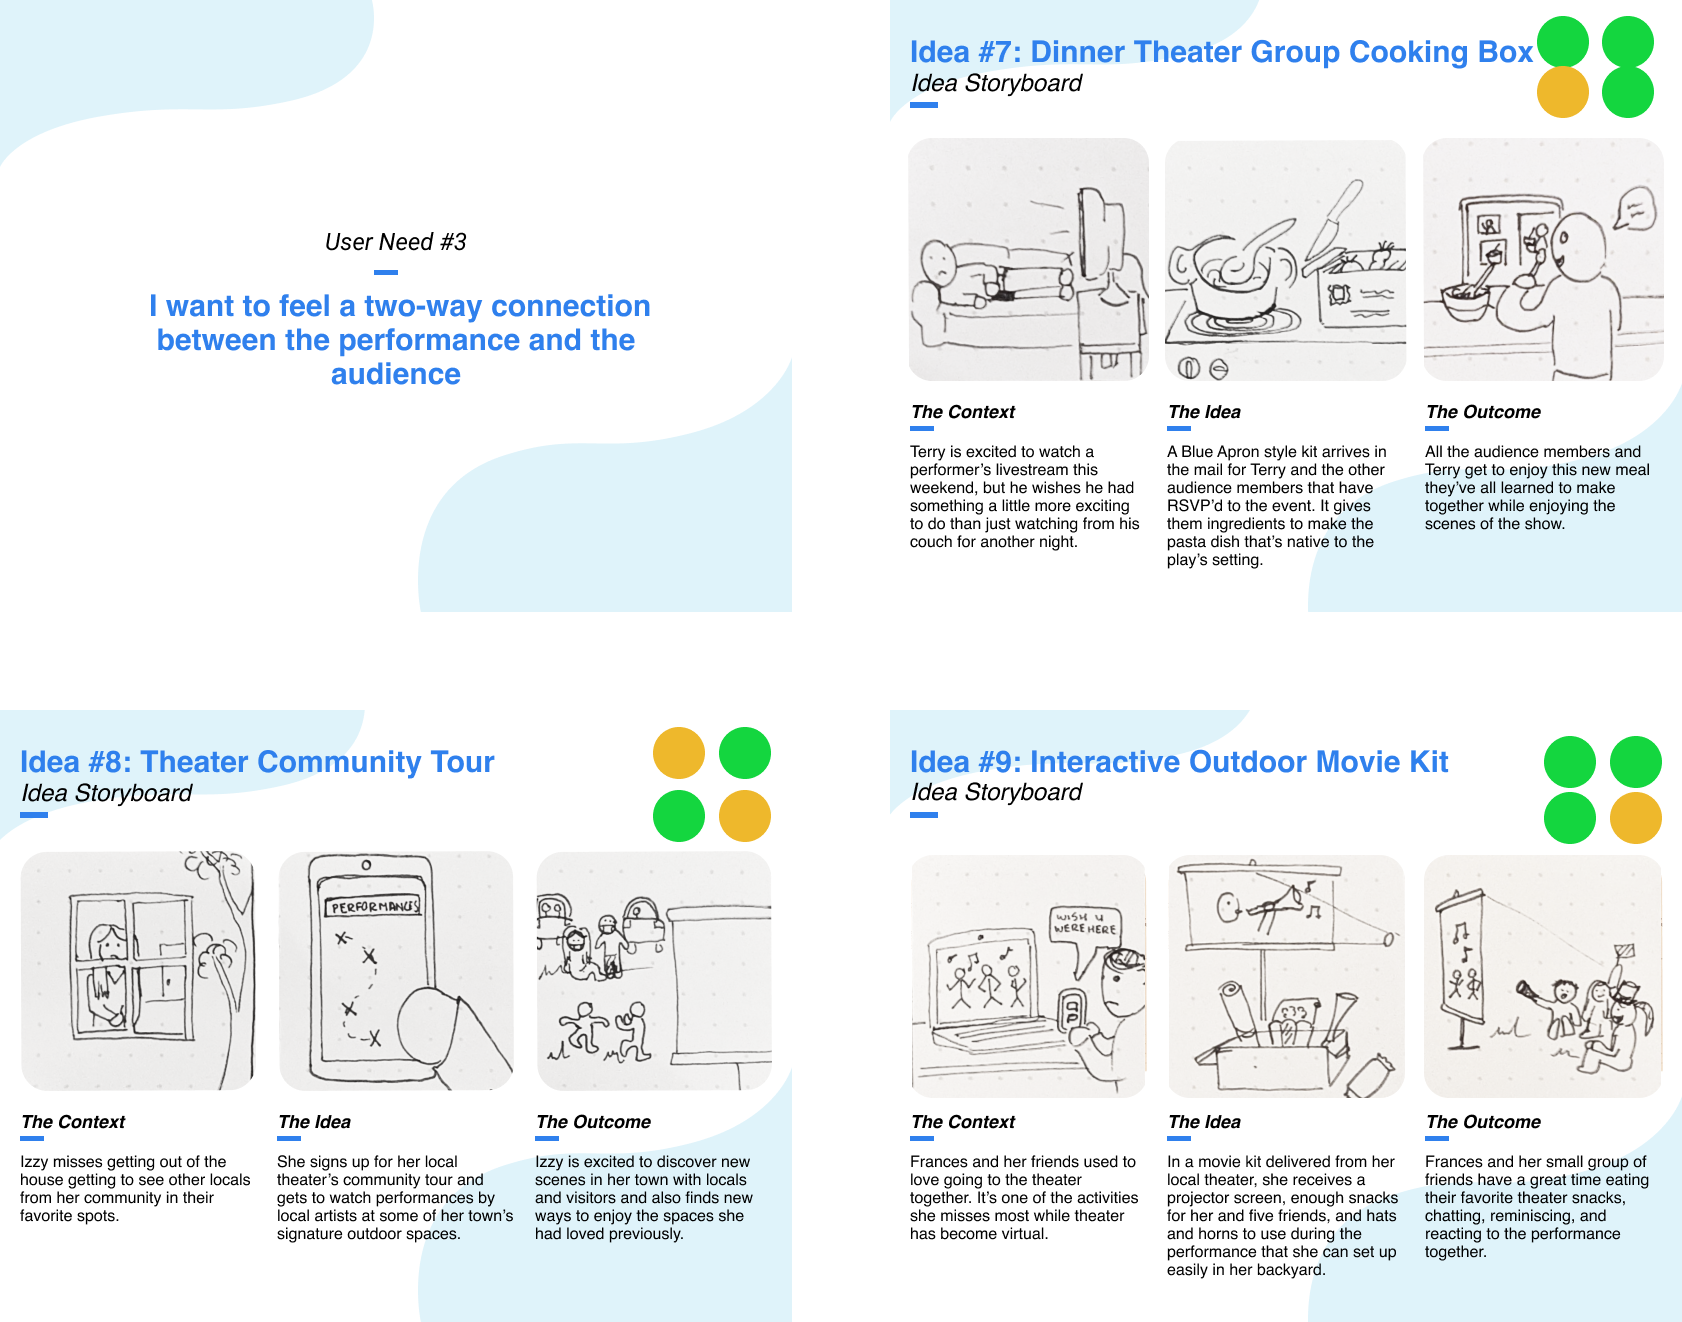 User Need #3
I want to feel a two-way connection
between the performance and the
audience
Idea #7: Dinner Theater Group Cooking Box
Idea Storyboard
The Context
Terry is excited to watch a
performer's livestream this
weekend, but he wishes he had
something a little more exciting
to do than just watching from his
couch for another night.
The Idea
A Blue Apron style kit arrives in
the mail for Terry and the other
audience members that have
RSVP'd to the event. It gives
them ingredients to make the
pasta dish that's native to the
play's setting.
The Outcome
All the audience members and
Terry get to enjoy this new meal
they've all learned to make
together while enjoying the
scenes of the show.
Idea #8: Theater Community Tour
Idea Storyboard
PERFORMANCES
The Context
Izzy misses getting out of the
house getting to see other locals
from her community in their
favorite spots.
The Idea
She signs up for her local
theater's community tour and
gets to watch performances by
local artists at some of her town's
signature outdoor spaces.
The Outcome
Izzy is excited to discover new
scenes in her town with locals
and visitors and also finds new
ways to enjoy the spaces she
had loved previously.
Idea #9: Interactive Outdoor Movie Kit
Idea Storyboard
WISH U
WERE HERE
The Context
Frances and her friends used to
love going to the theater
together. It's one of the activities
she misses most while theater
has become virtual.
The Idea
In a movie kit delivered from her
local theater, she receives a
projector screen, enough snacks
for her and five friends, and hats
and horns to use during the
performance that she can set up
easily in her backyard.
The Outcome
Frances and her small group of
friends have a great time eating
their favorite theater snacks,
chatting, reminiscing, and
reacting to the performance
together.